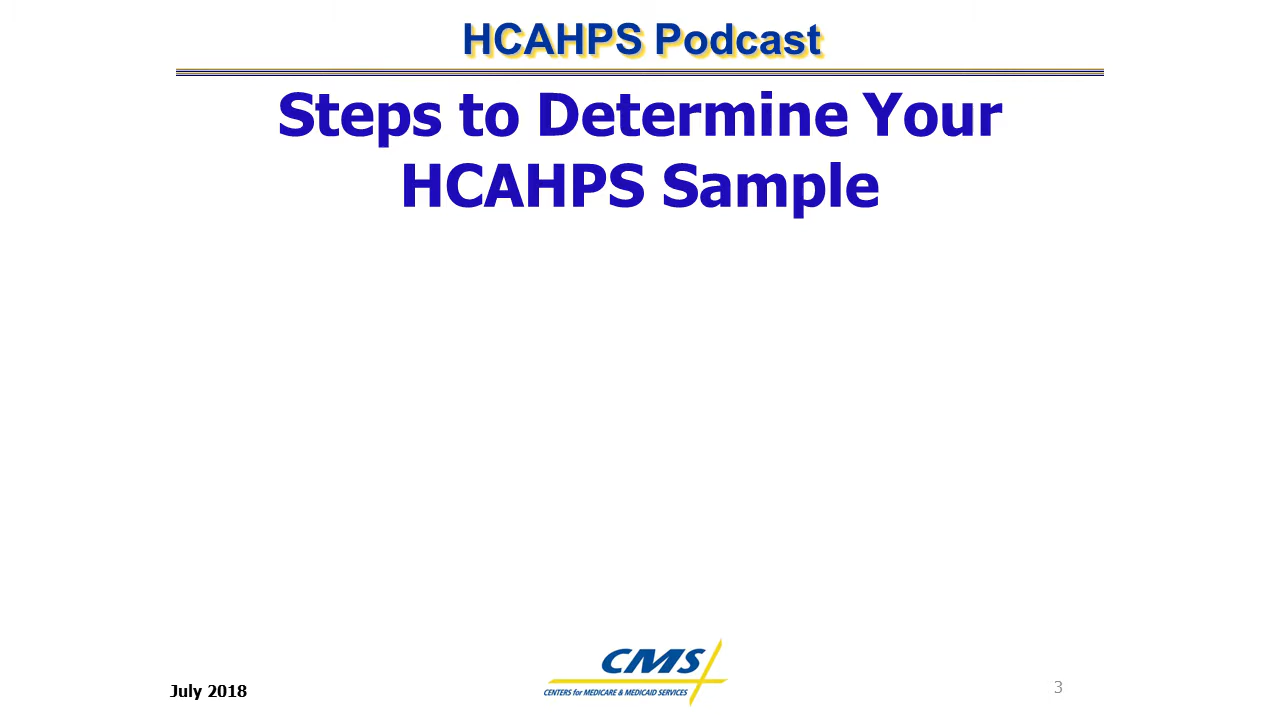 HCAHPS Podcast
Steps to Determine Your
HCAHPS Sample
CMS
CENTERS for MEDICARE & MEDICAID SERVICES
July 2018
3